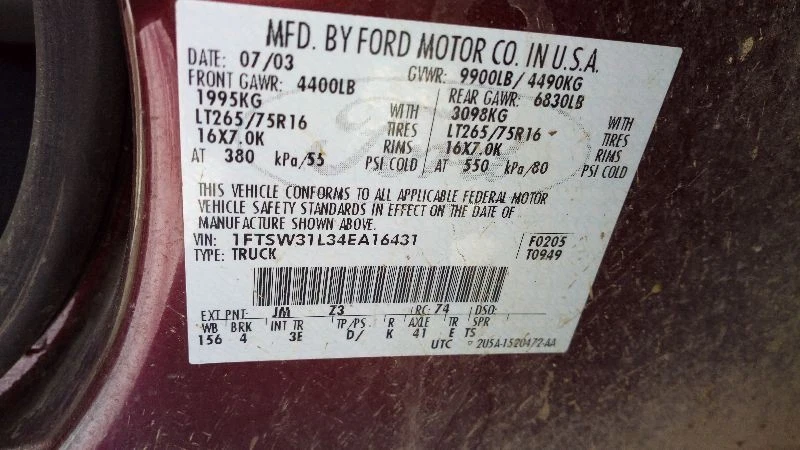 MFD. BY FORD MOTOR CO. IN U.S.A.
DATE: 07/03 GVWR: 9900LB/ 4490KG
FRONT GAWR: 4400LB REAR GAWR: 6830LB
1995KG WITH 3098KG WITH
LT265/75R16 TIRES LT265/75R16 TIRES
16X7.0K RIMS 16X7.0K RIMS
AT 380 kPa/55 PSI COLD AT 550 kPa/80 PSI COLD
THIS VEHICLE CONFORMS TO ALL APPLICABLE FEDERAL MOTOR
VEHICLE SAFETY STANDARDS IN EFFECT ON THE DATE OF
MANUFACTURE SHOWN ABOVE.
VIN: 1FTSW31L34EA16431 F0205
TYPE: TRUCK T0949
EXT PNT: JM Z3 RC: 74 DSO:
WB BRK INT TR TP/PS R AXLE TR SPR
156 4 3E D/ K 41 E TS
UTC 2U5A-1520472-AA